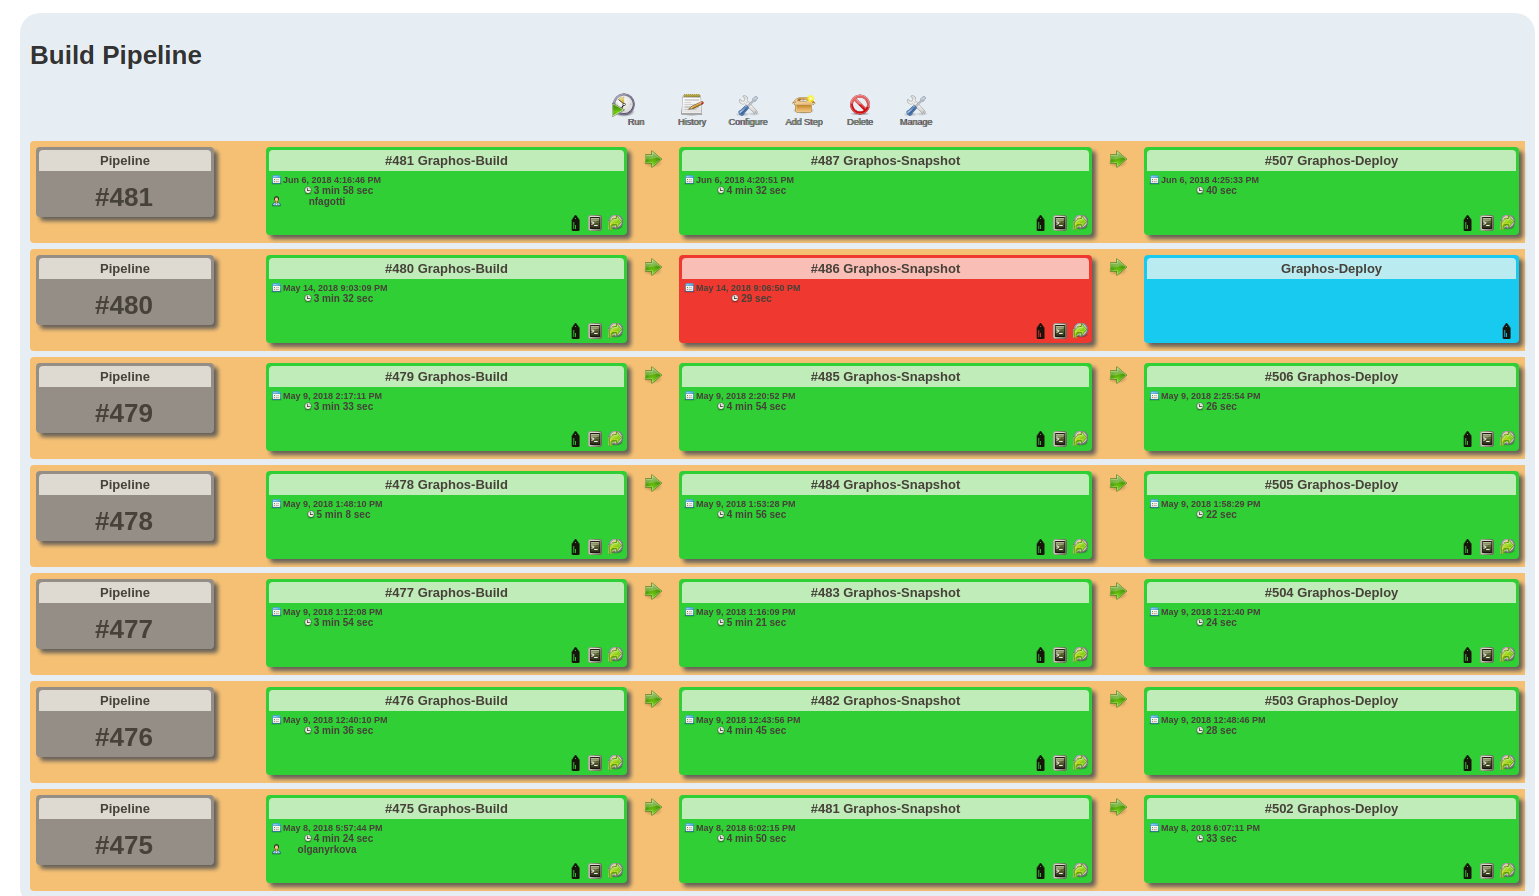 Build Pipeline
Run History Configure Add Step Delete Manage
Pipeline
#481
#481 Graphos-Build
Jun 6, 2018 4:16:46 PM
3 min 58 sec
nfagotti
#487 Graphos-Snapshot
Jun 6, 2018 4:20:51 PM
4 min 32 sec
#507 Graphos-Deploy
Jun 6, 2018 4:25:33 PM
40 sec
Pipeline
#480
#480 Graphos-Build
May 14, 2018 9:03:09 PM
3 min 32 sec
#486 Graphos-Snapshot
May 14, 2018 9:06:50 PM
29 sec
Graphos-Deploy
Pipeline
#479
#479 Graphos-Build
May 9, 2018 2:17:11 PM
3 min 33 sec
#485 Graphos-Snapshot
May 9, 2018 2:20:52 PM
4 min 54 sec
#506 Graphos-Deploy
May 9, 2018 2:25:54 PM
26 sec
Pipeline
#478
#478 Graphos-Build
May 9, 2018 1:48:10 PM
5 min 8 sec
#484 Graphos-Snapshot
May 9, 2018 1:53:28 PM
4 min 56 sec
#505 Graphos-Deploy
May 9, 2018 1:58:29 PM
22 sec
Pipeline
#477
#477 Graphos-Build
May 9, 2018 1:12:08 PM
3 min 54 sec
#483 Graphos-Snapshot
May 9, 2018 1:16:09 PM
5 min 21 sec
#504 Graphos-Deploy
May 9, 2018 1:21:40 PM
24 sec
Pipeline
#476
#476 Graphos-Build
May 9, 2018 12:40:10 PM
3 min 36 sec
#482 Graphos-Snapshot
May 9, 2018 12:43:56 PM
4 min 45 sec
#503 Graphos-Deploy
May 9, 2018 12:48:46 PM
28 sec
Pipeline
#475
#475 Graphos-Build
May 8, 2018 5:57:44 PM
4 min 24 sec
olganyrkova
#481 Graphos-Snapshot
May 8, 2018 6:02:15 PM
4 min 50 sec
#502 Graphos-Deploy
May 8, 2018 6:07:11 PM
33 sec